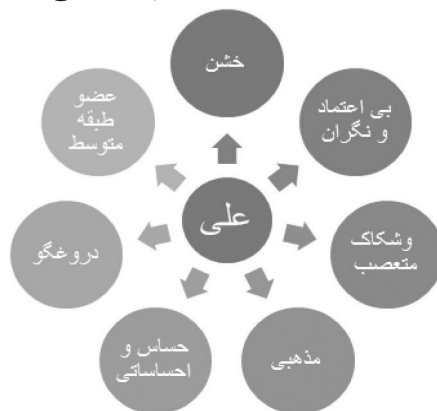 خشن
بی اعتماد
و نگران
وشکاک
متعصب
مذهبی
حساس و
احساساتی
دروغگو
عضو
طبقه
متوسط
علی